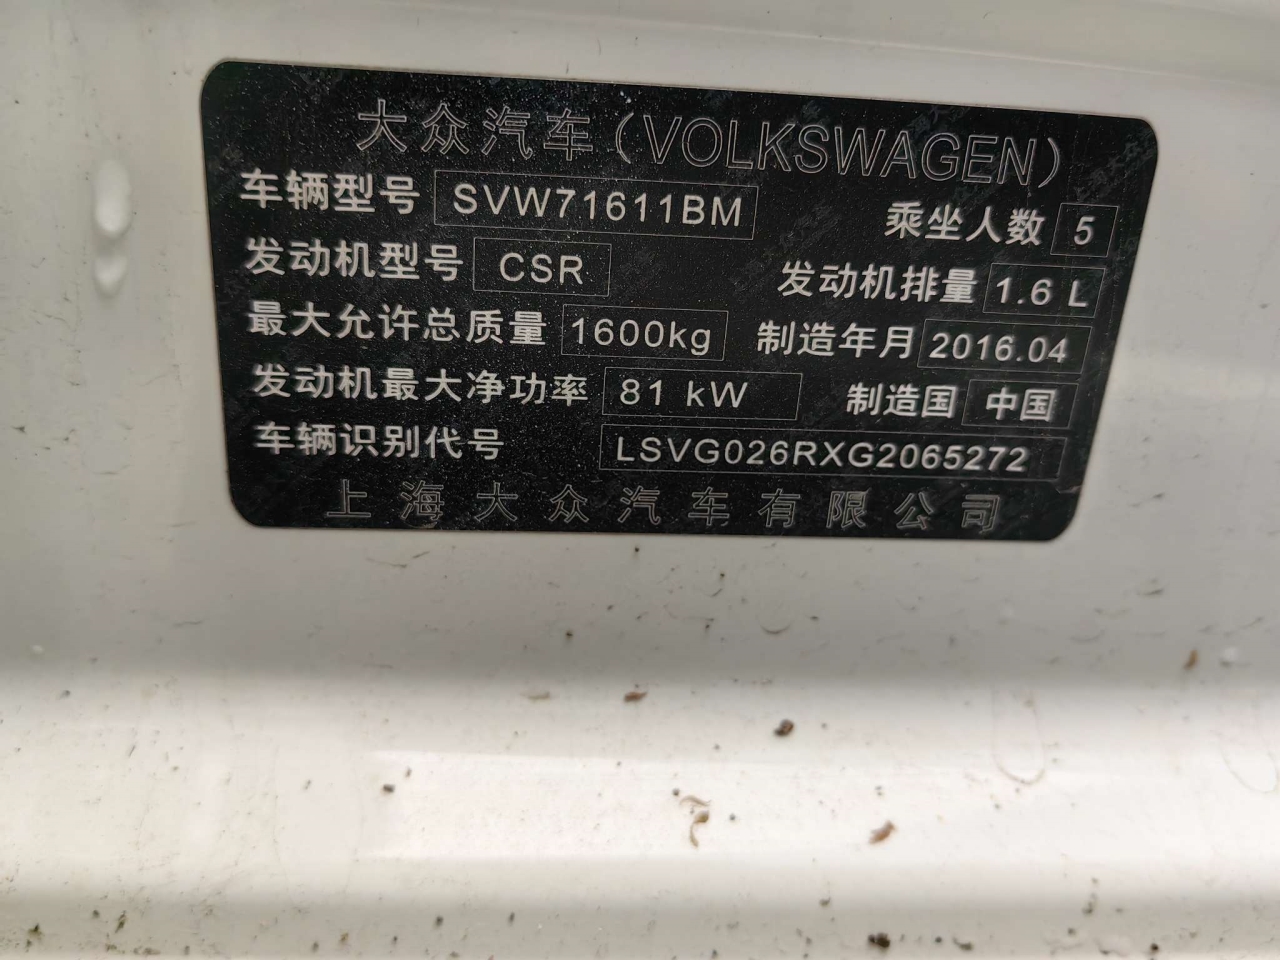 大众汽车(VOLKSWAGEN)
车辆型号 SVW71611BM 乘坐人数 5
发动机型号 CSR 发动机排量 1.6 L
最大允许总质量 1600kg 制造年月 2016.04
发动机最大净功率 81 kW 制造国 中国
车辆识别代号 LSVG026RXG2065272
上海大众汽车有限公司